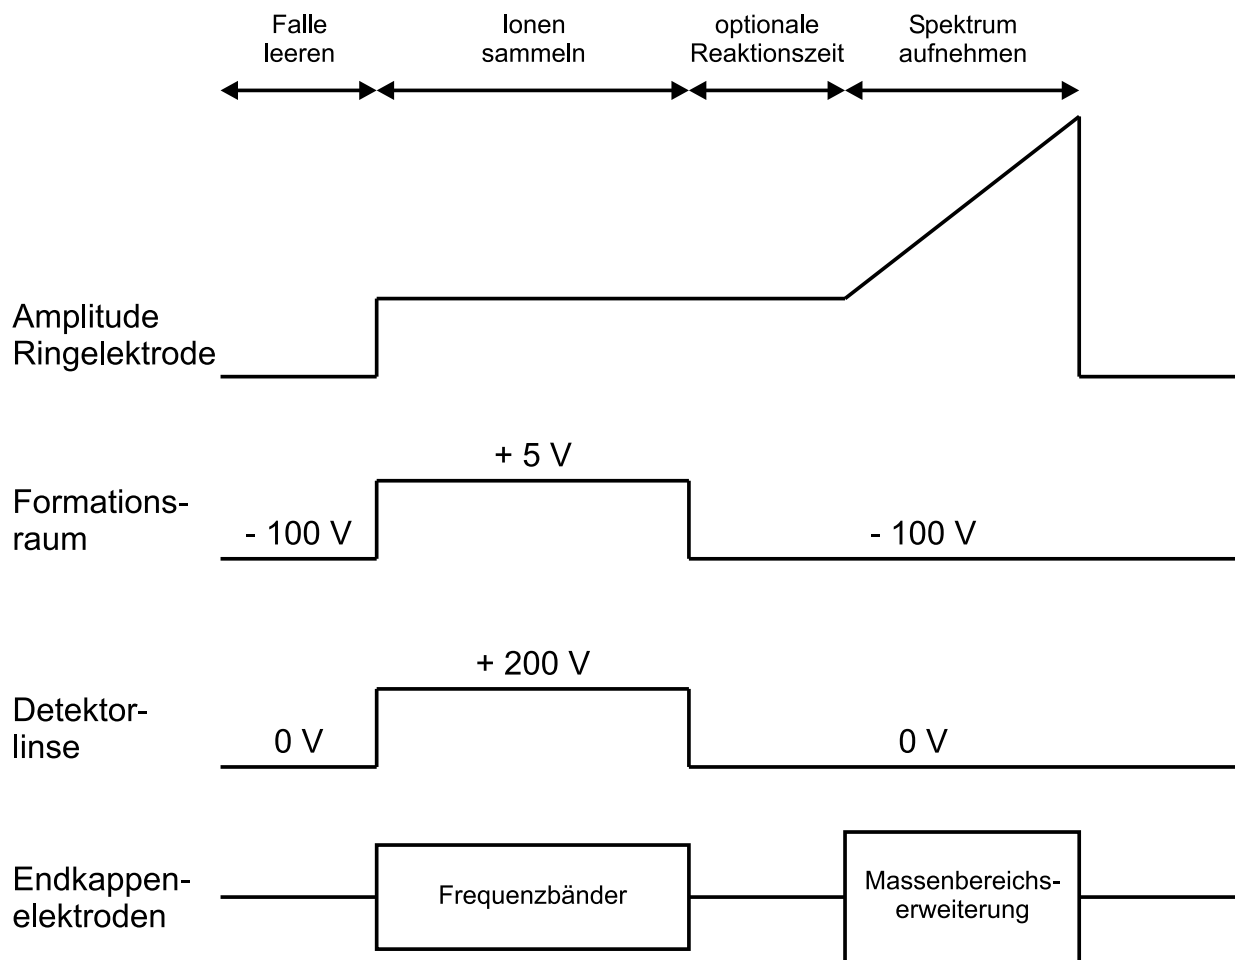 Falle
leeren
Ionen
sammeln
optionale
Reaktionszeit
Spektrum
aufnehmen
Amplitude
Ringelektrode
Formations-
raum
- 100 V
+ 5 V
- 100 V
Detektor-
linse
0 V
+ 200 V
0 V
Endkappen-
elektroden
Frequenzbänder
Massenbereichs-
erweiterung